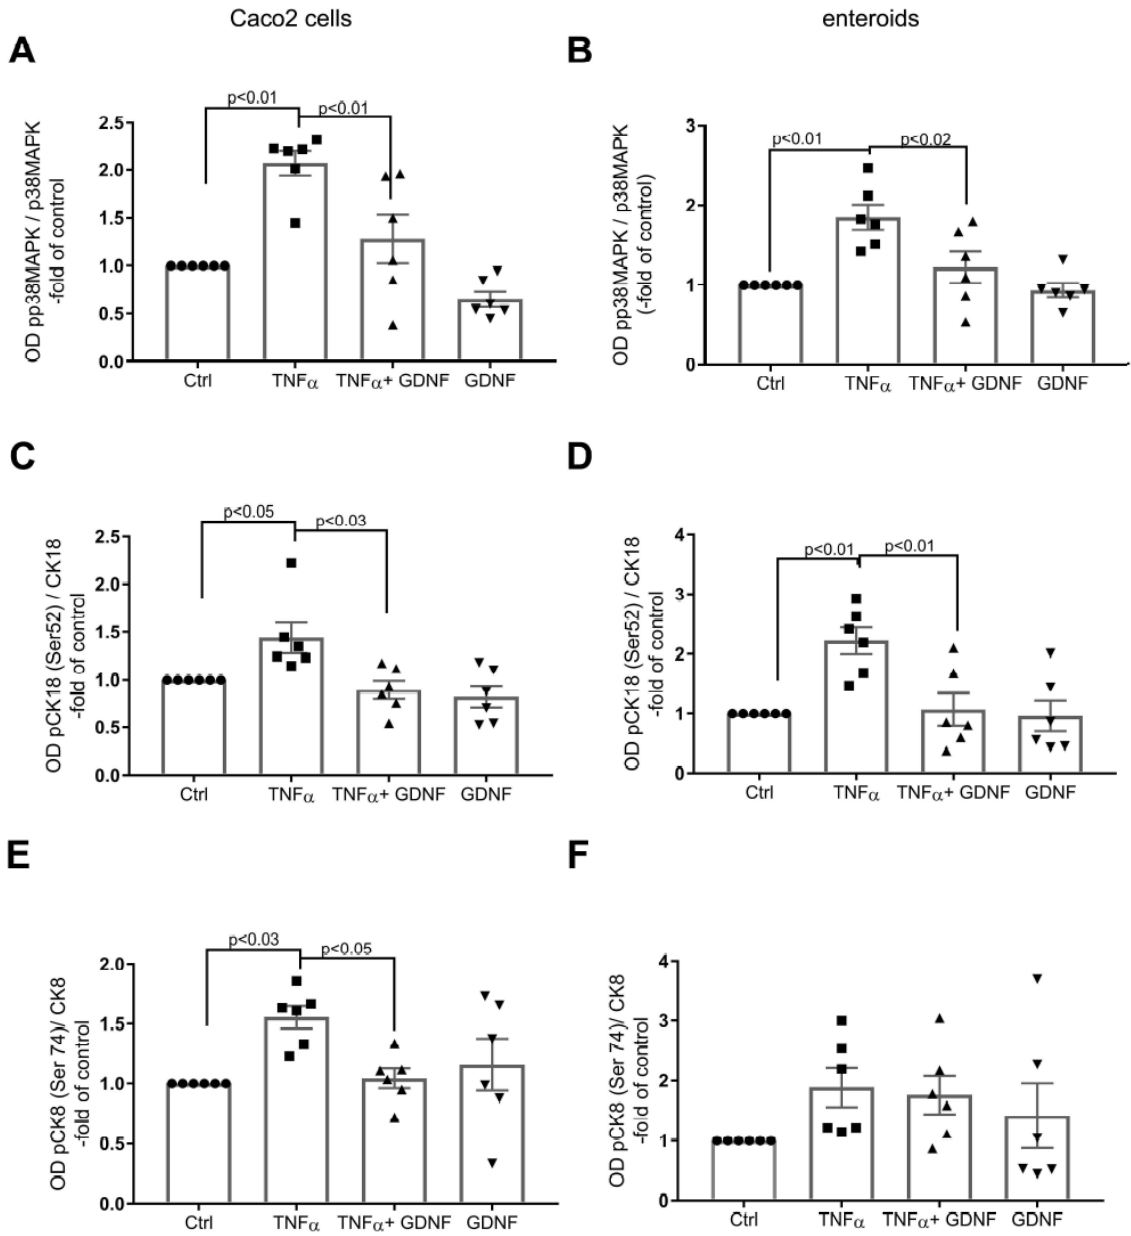 Caco2 cells
enteroids
A
OD pp38MAPK / p38MAPK
-fold of control
2.5
2.0
1.5
1.0
0.5
0.0
p<0.01
p<0.01
Ctrl TNFα TNFα+ GDNF GDNF
B
OD pp38MAPK / p38MAPK
(-fold of control)
3
2
1
0
p<0.01
p<0.02
Ctrl TNFα TNFα+ GDNF GDNF
C
OD pCK18 (Ser52) / CK18
-fold of control
2.5
2.0
1.5
1.0
0.5
0.0
p<0.05
p<0.03
Ctrl TNFα TNFα+ GDNF GDNF
D
OD pCK18 (Ser52) / CK18
-fold of control
4
3
2
1
0
p<0.01
p<0.01
Ctrl TNFα TNFα+ GDNF GDNF
E
OD pCK8 (Ser 74)/ CK8
-fold of control
2.0
1.5
1.0
0.5
0.0
p<0.03
p<0.05
Ctrl TNFα TNFα+ GDNF GDNF
F
OD pCK8 (Ser 74)/ CK8
-fold of control
4
3
2
1
0
Ctrl TNFα TNFα+ GDNF GDNF